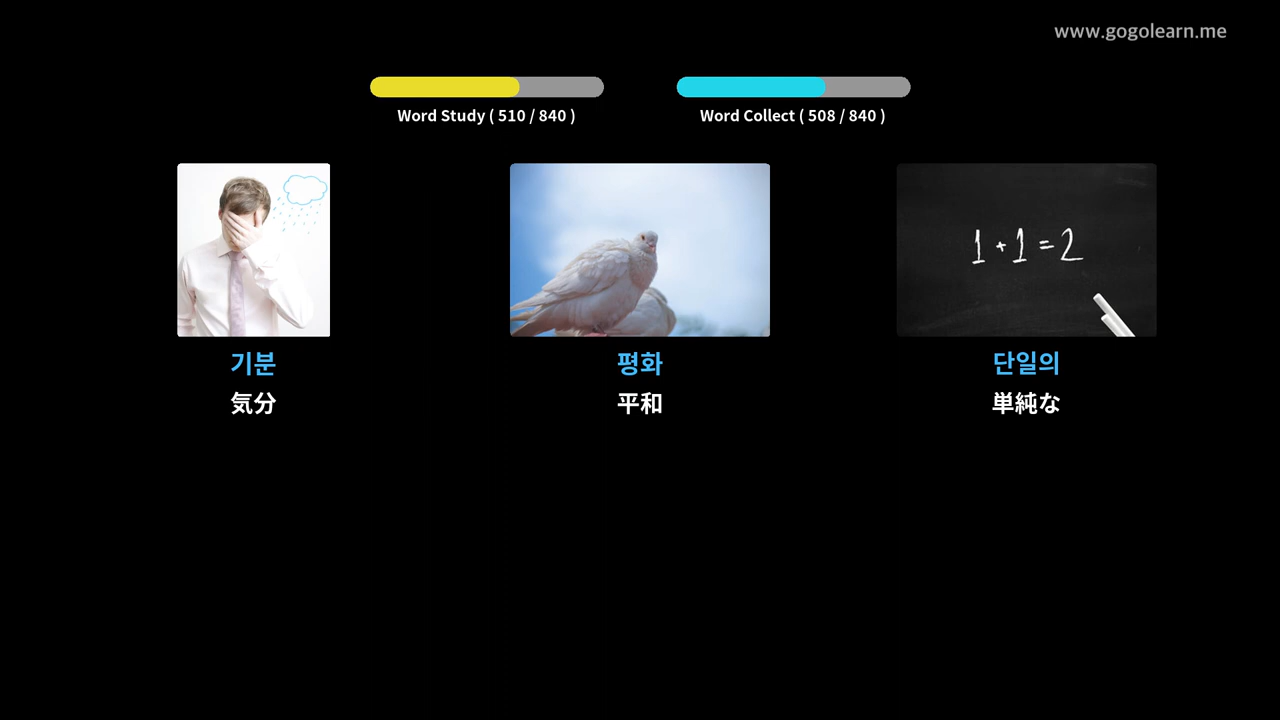 www.gogolearn.me
Word Study ( 510 / 840 )
Word Collect ( 508 / 840 )
1 + 1 = 2
기분
気分
평화
平和
단일의
単純な